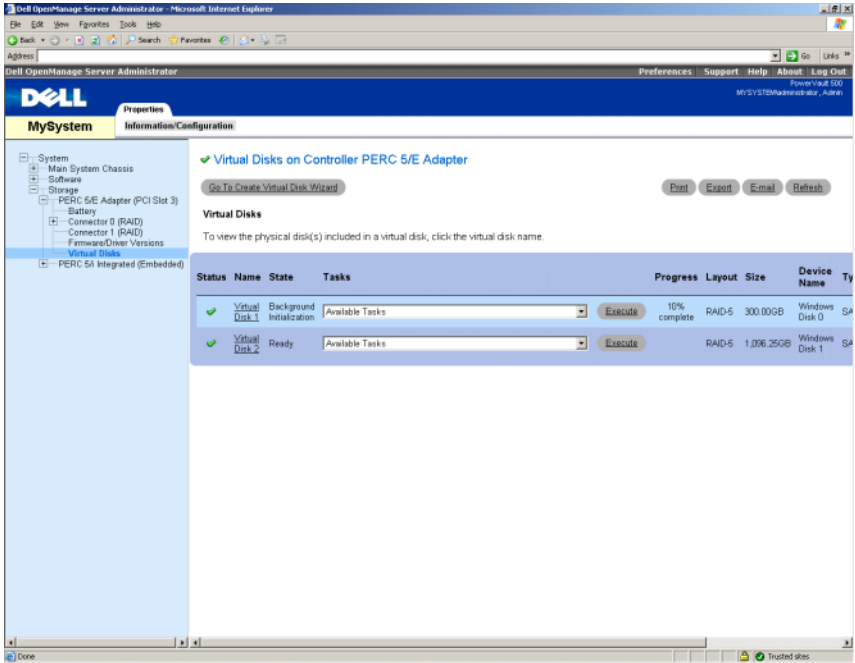 Dell OpenManage Server Administrator - Microsoft Internet Explorer
File Edit View Favorites Tools Help
Back Search Favorites
Address Go Links »
Dell OpenManage Server Administrator Preferences Support Help About Log Out
PowerVault 500
MYSYSTEM\administrator, Admin
DELL
Properties
MySystem Information/Configuration
System
Main System Chassis
Software
Storage
PERC 5/E Adapter (PCI Slot 3)
Battery
Connector 0 (RAID)
Connector 1 (RAID)
Firmware/Driver Versions
Virtual Disks
PERC 5/i Integrated (Embedded)
Virtual Disks on Controller PERC 5/E Adapter
Go To Create Virtual Disk Wizard Print Export E-mail Refresh
Virtual Disks
To view the physical disk(s) included in a virtual disk, click the virtual disk name.
Status Name State Tasks Progress Layout Size Device Name Ty
Virtual Disk 1 Background Initialization Available Tasks Execute 10% complete RAID-5 300.00GB Windows Disk 0 SA
Virtual Disk 2 Ready Available Tasks Execute RAID-5 1,096.25GB Windows Disk 1 SA
Done Trusted sites